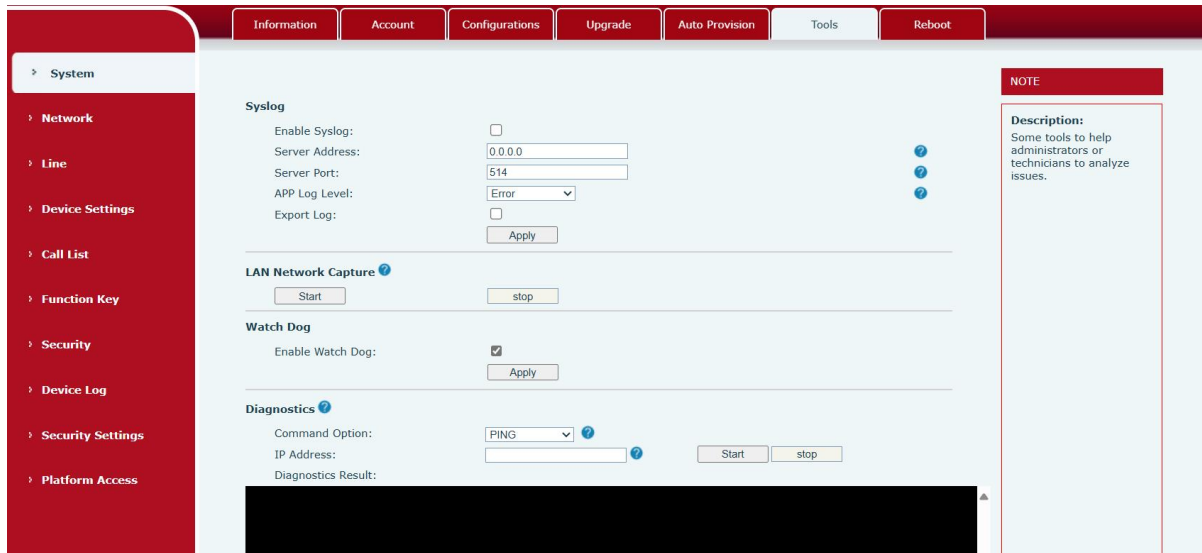 Information Account Configurations Upgrade Auto Provision Tools Reboot
System
Network
Line
Device Settings
Call List
Function Key
Security
Device Log
Security Settings
Platform Access
Syslog
Enable Syslog:
Server Address: 0.0.0.0 ?
Server Port: 514 ?
APP Log Level: Error ?
Export Log:
Apply
LAN Network Capture ?
Start stop
Watch Dog
Enable Watch Dog:
Apply
Diagnostics ?
Command Option: PING ?
IP Address: ? Start stop
Diagnostics Result:
NOTE
Description:
Some tools to help
administrators or
technicians to analyze
issues.